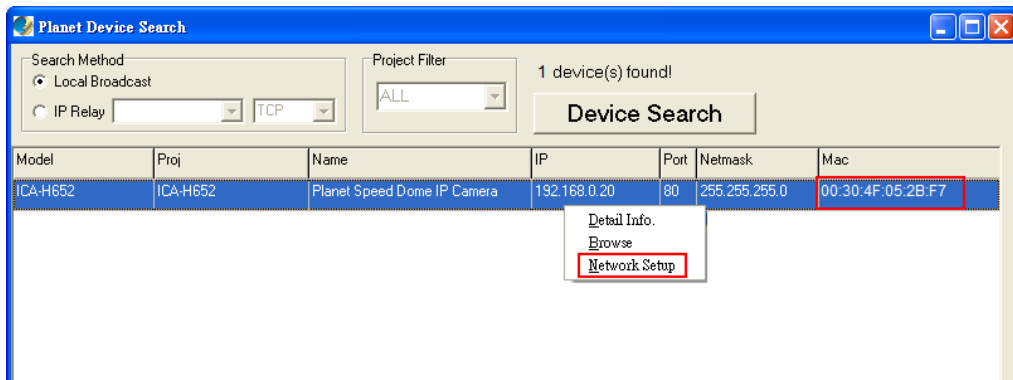 Planet Device Search
Search Method
Local Broadcast
IP Relay TCP
Project Filter
ALL
1 device(s) found!
Device Search
Model Proj Name IP Port Netmask Mac
ICA-H652 ICA-H652 Planet Speed Dome IP Camera 192.168.0.20 80 255.255.255.0 00:30:4F:05:2B:F7
Detail Info.
Browse
Network Setup